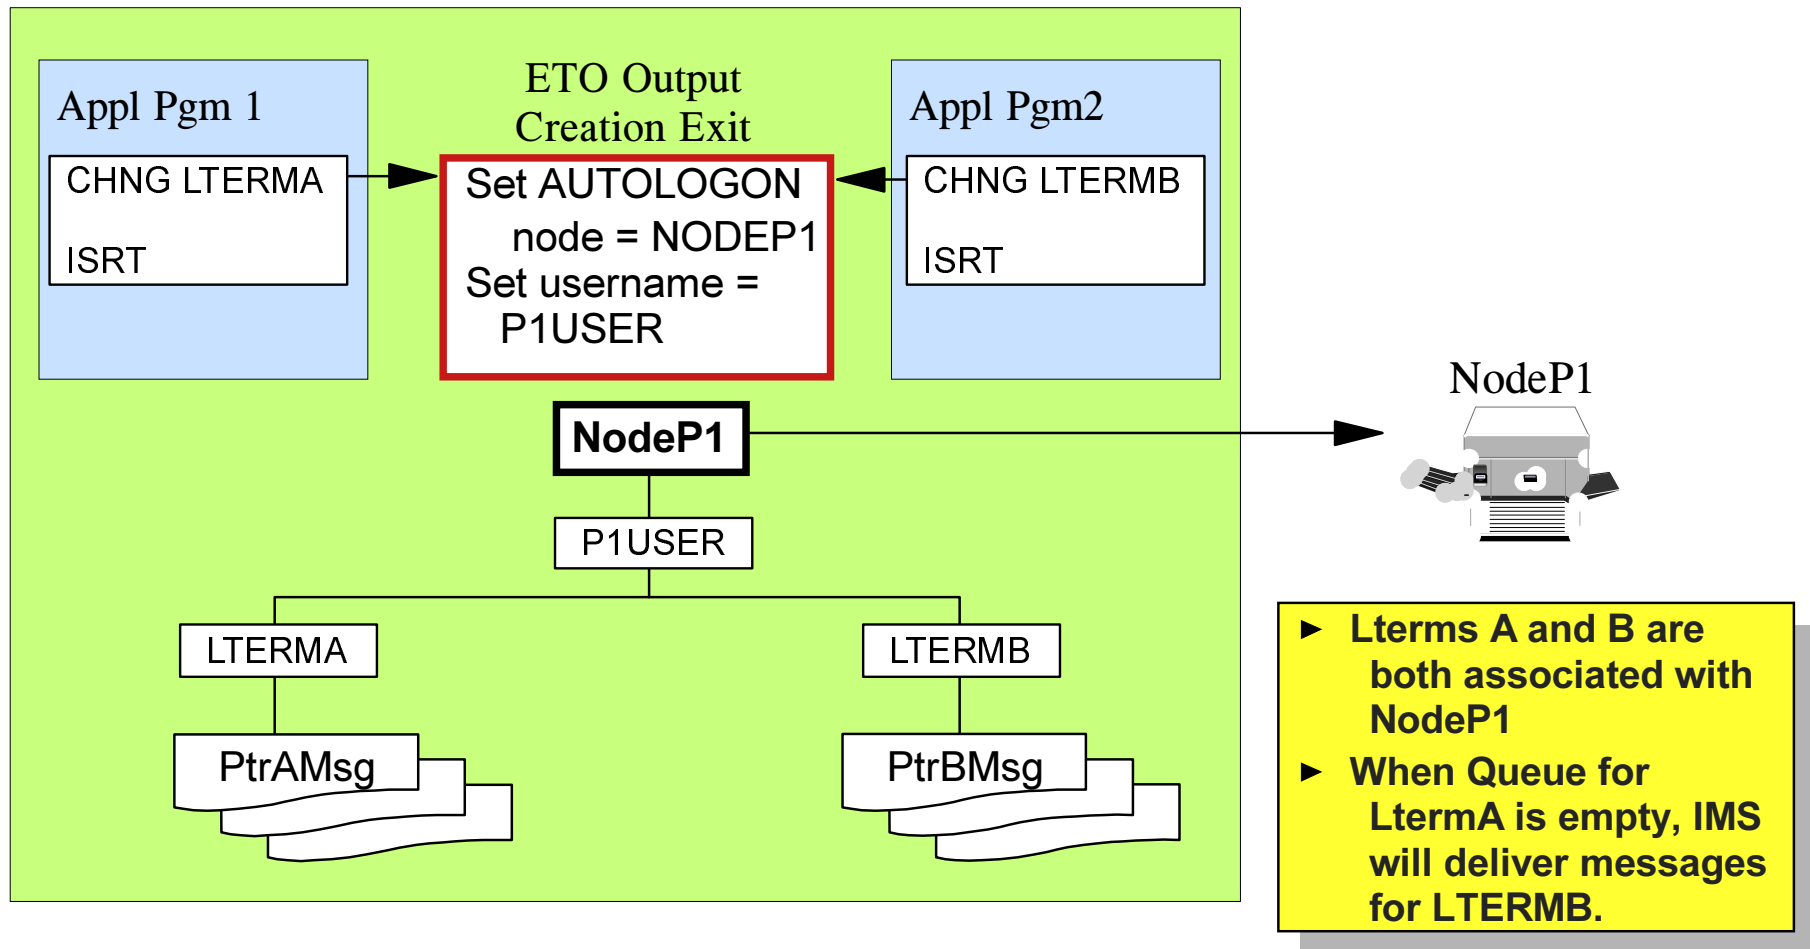 ETO Output
Creation Exit
Appl Pgm 1
CHNG LTERMA
ISRT
Set AUTOLOGON
node = NODEP1
Set username =
P1USER
Appl Pgm2
CHNG LTERMB
ISRT
NodeP1
NodeP1
P1USER
LTERMA
LTERMB
PtrAMsg
PtrBMsg
► Lterms A and B are
both associated with
NodeP1
► When Queue for
LtermA is empty, IMS
will deliver messages
for LTERMB.